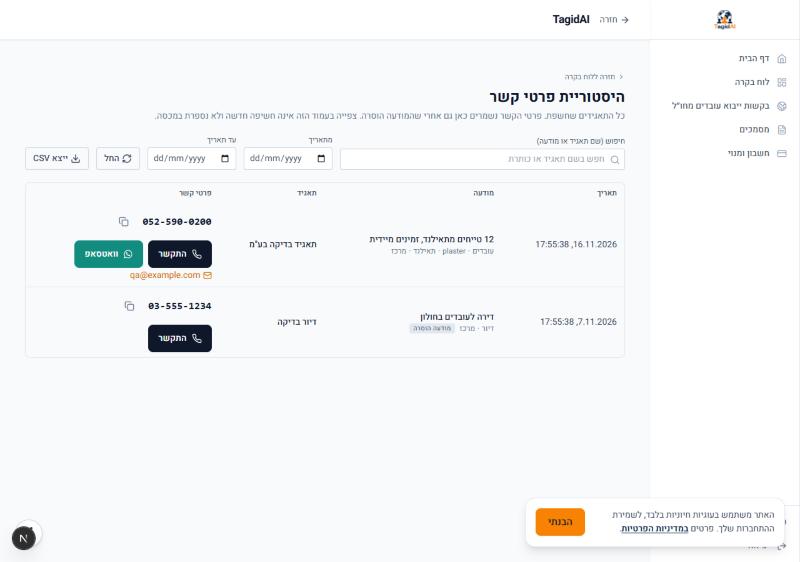 TagidAI
דף הבית
לוח בקרה
בקשות ייבוא עובדים מחו"ל
מסמכים
חשבון ומנוי
חזרה
TagidAI
חזרה ללוח בקרה
היסטוריית פרטי קשר
כל התאגידים שחשפת. פרטי הקשר נשמרים כאן גם אחרי שהמודעה הוסרה. צפייה בעמוד הזה אינה חשיפה חדשה ולא נספרת במכסה.
חיפוש (שם תאגיד או מודעה)
חפש בשם תאגיד או כותרת
מתאריך
dd/mm/yyyy
עד תאריך
dd/mm/yyyy
החל
ייצא CSV
תאריך מודעה תאגיד פרטי קשר
16.11.2026, 17:55:38
12 טייחים מתאילנד, זמינים מיידית
עובדים · plaster · תאילנד · מרכז
תאגיד בדיקה בע"מ
052-590-0200
התקשר
וואטסאפ
qa@example.com
7.11.2026, 17:55:38
דירה לעובדים בחולון
דיור · מרכז מודעה הוסרה
דיור בדיקה
03-555-1234
התקשר
האתר משתמש בעוגיות חיוניות בלבד, לשמירת
ההתחברות שלך. פרטים במדיניות הפרטיות.
הבנתי
N